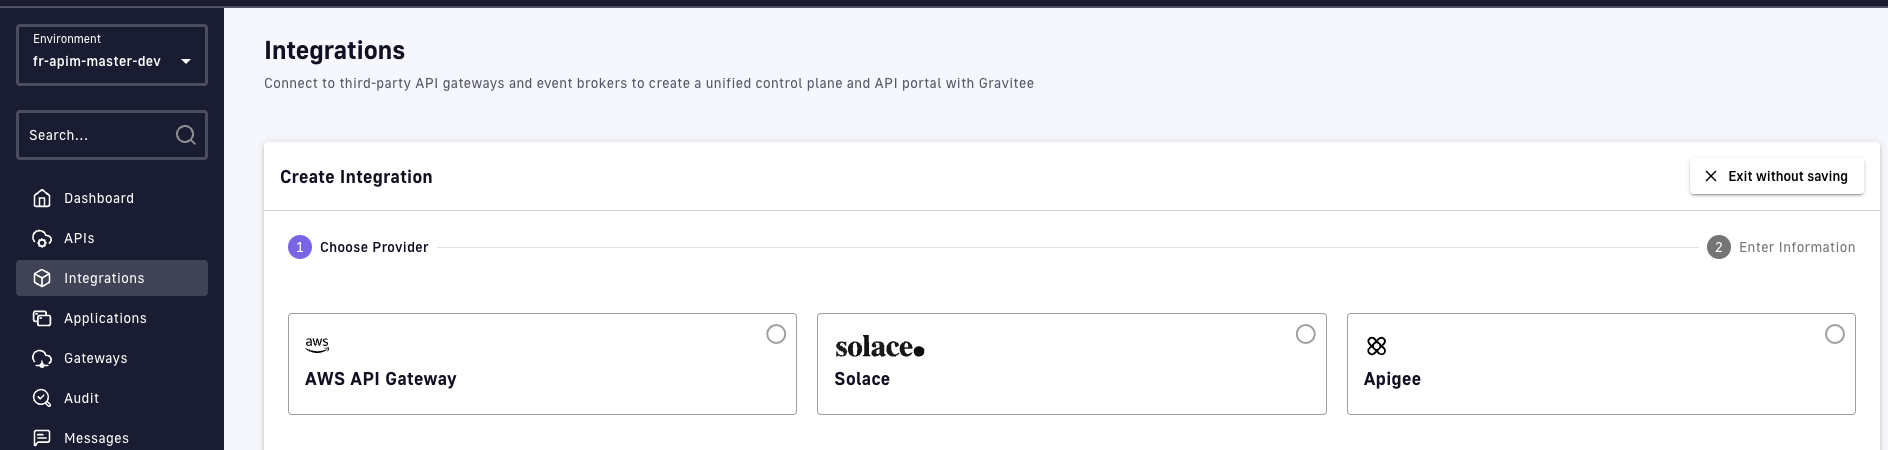 Environment
fr-apim-master-dev
Search...
Dashboard
APIs
Integrations
Applications
Gateways
Audit
Messages
Integrations
Connect to third-party API gateways and event brokers to create a unified control plane and API portal with Gravitee
Create Integration
Exit without saving
1 Choose Provider
2 Enter Information
aws
AWS API Gateway
solace.
Solace
Apigee